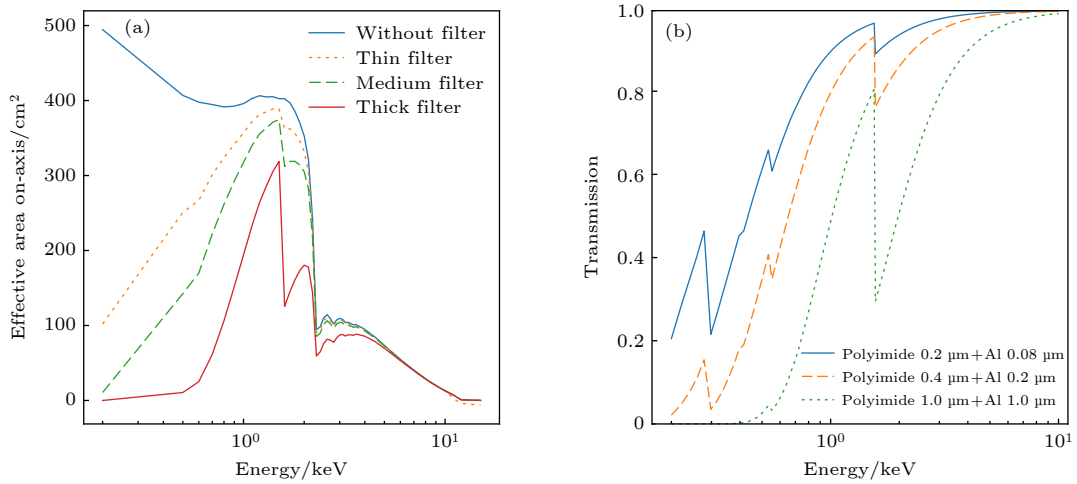 (a)
Without filter
Thin filter
Medium filter
Thick filter
500
400
300
200
100
0
Effective area on-axis/cm²
10⁰
10¹
Energy/keV
(b)
1.0
0.8
0.6
0.4
0.2
0
Transmission
Polyimide 0.2 µm+Al 0.08 µm
Polyimide 0.4 µm+Al 0.2 µm
Polyimide 1.0 µm+Al 1.0 µm
10⁰
10¹
Energy/keV